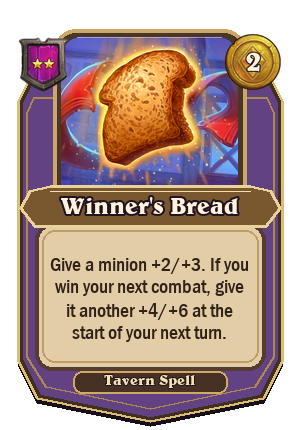 2
Winner's Bread
Give a minion +2/+3. If you
win your next combat, give
it another +4/+6 at the
start of your next turn.
Tavern Spell